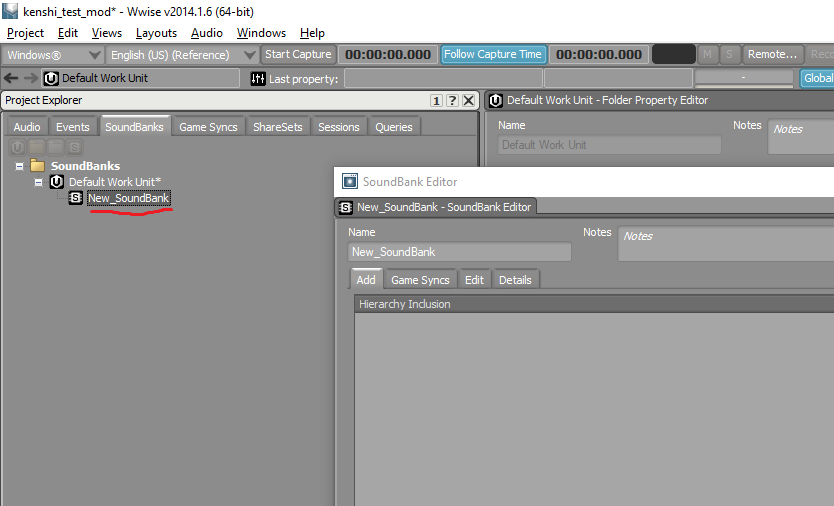 kenshi_test_mod* - Wwise v2014.1.6 (64-bit)
Project Edit Views Layouts Audio Windows Help
Windows® English (US) (Reference) Start Capture 00:00:00.000 Follow Capture Time 00:00:00.000 M S Remote... Reco
Default Work Unit Last property: - Global
Project Explorer 1 ? X
Default Work Unit - Folder Property Editor
Audio Events SoundBanks Game Syncs ShareSets Sessions Queries
Name Notes Notes
Default Work Unit
SoundBanks
Default Work Unit*
New_SoundBank
SoundBank Editor
New_SoundBank - SoundBank Editor
Name Notes Notes
New_SoundBank
Add Game Syncs Edit Details
Hierarchy Inclusion